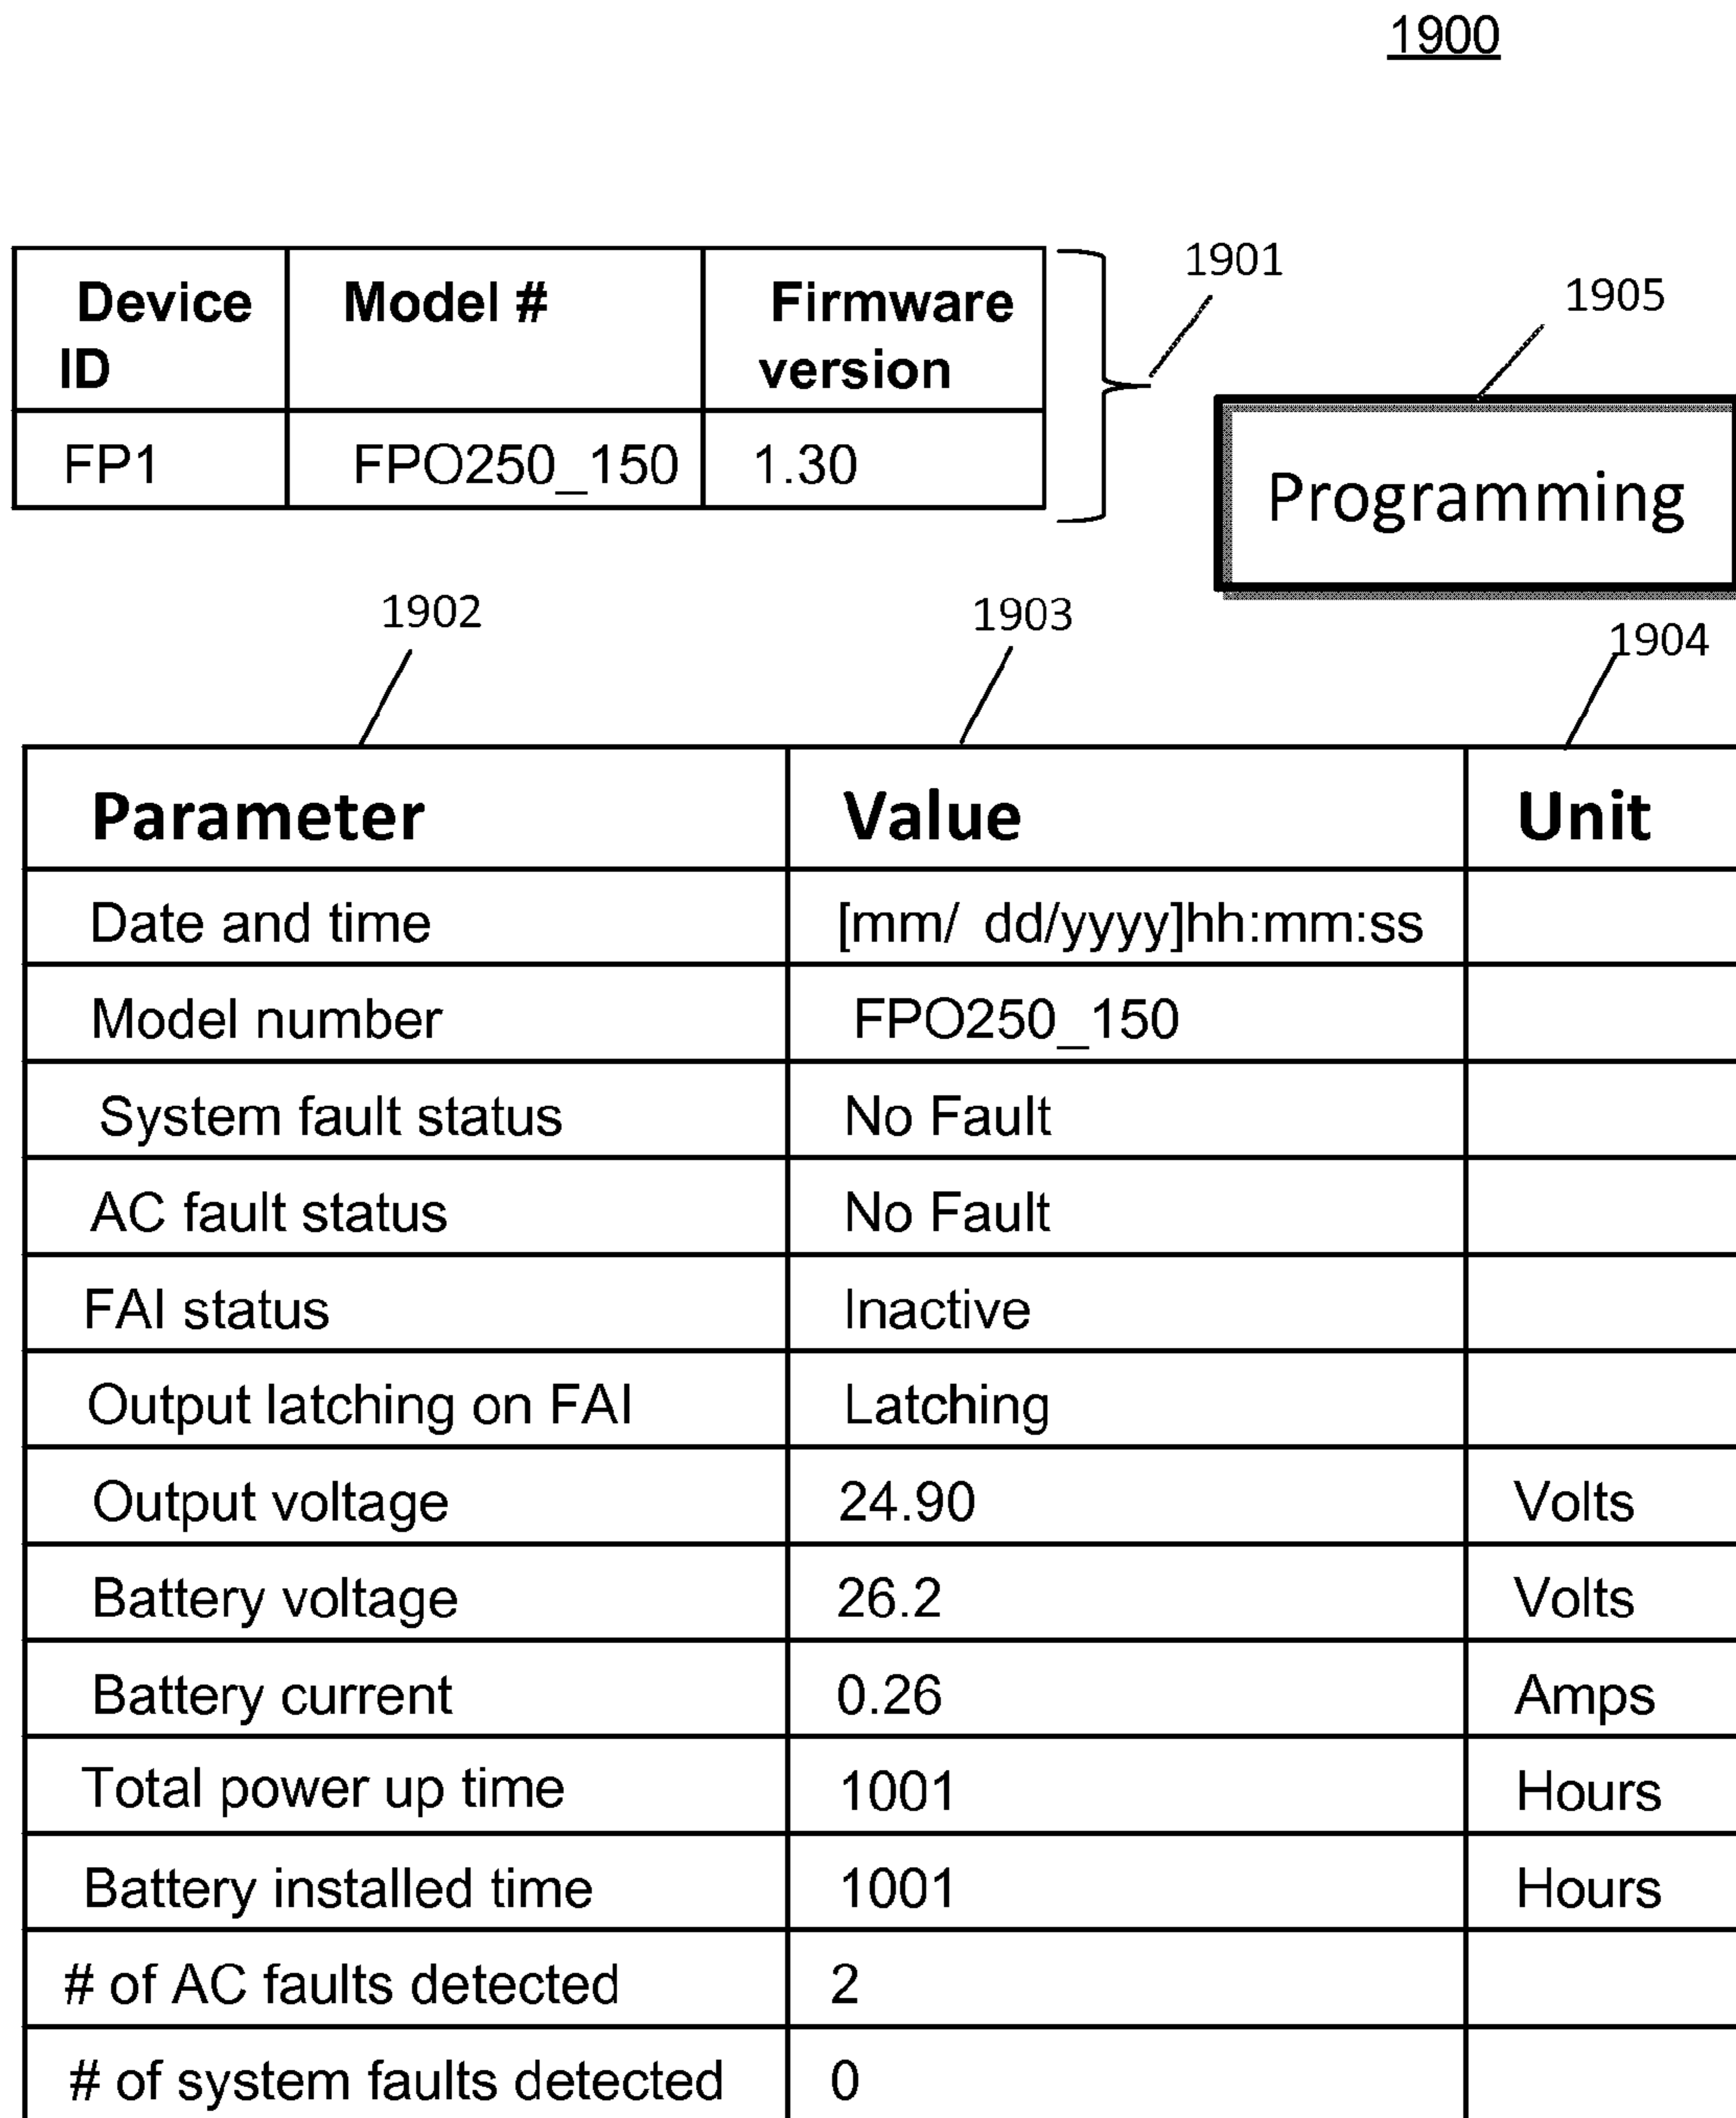 1900
Device Model # Firmware
ID version
FP1 FPO250_150 1.30
1901
1905
Programming
1902 1903 1904
Parameter Value Unit
Date and time [mm/ dd/yyyy]hh:mm:ss
Model number FPO250_150
System fault status No Fault
AC fault status No Fault
FAI status Inactive
Output latching on FAI Latching
Output voltage 24.90 Volts
Battery voltage 26.2 Volts
Battery current 0.26 Amps
Total power up time 1001 Hours
Battery installed time 1001 Hours
# of AC faults detected 2
# of system faults detected 0